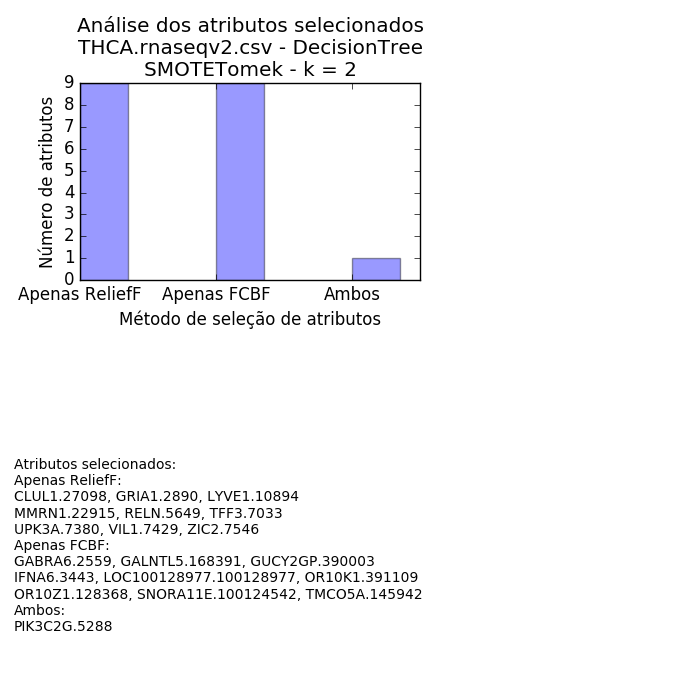 Análise dos atributos selecionados
THCA.rnaseqv2.csv - DecisionTree
SMOTETomek - k = 2
Número de atributos
9
8
7
6
5
4
3
2
1
0
Apenas ReliefF
Apenas FCBF
Ambos
Método de seleção de atributos
Atributos selecionados:
Apenas ReliefF:
CLUL1.27098, GRIA1.2890, LYVE1.10894
MMRN1.22915, RELN.5649, TFF3.7033
UPK3A.7380, VIL1.7429, ZIC2.7546
Apenas FCBF:
GABRA6.2559, GALNTL5.168391, GUCY2GP.390003
IFNA6.3443, LOC100128977.100128977, OR10K1.391109
OR10Z1.128368, SNORA11E.100124542, TMCO5A.145942
Ambos:
PIK3C2G.5288